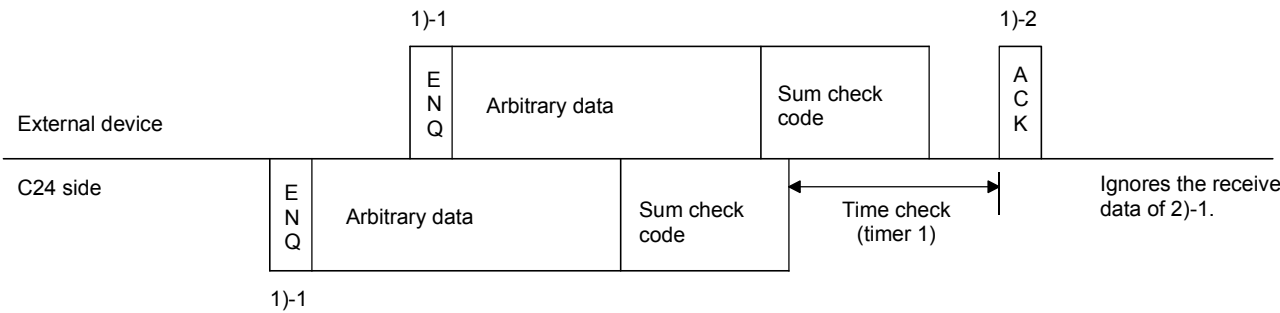 1)-1
1)-2
E
N
Q
Arbitrary data
Sum check
code
A
C
K
External device
C24 side
E
N
Q
Arbitrary data
Sum check
code
Time check
(timer 1)
Ignores the receive
data of 2)-1.
1)-1